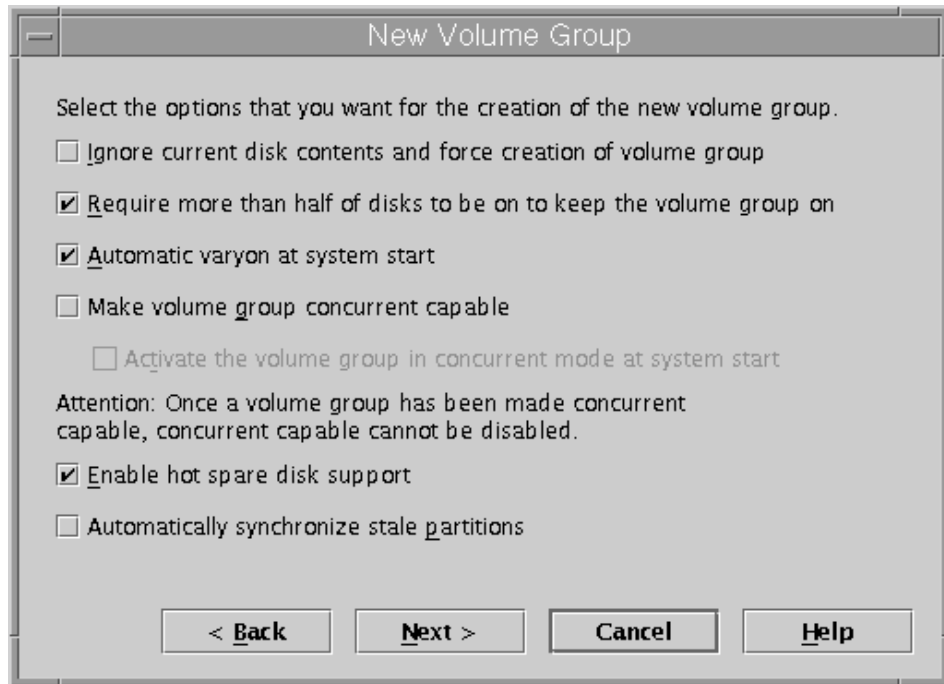 New Volume Group
Select the options that you want for the creation of the new volume group.
Ignore current disk contents and force creation of volume group
Require more than half of disks to be on to keep the volume group on
Automatic varyon at system start
Make volume group concurrent capable
Activate the volume group in concurrent mode at system start
Attention: Once a volume group has been made concurrent
capable, concurrent capable cannot be disabled.
Enable hot spare disk support
Automatically synchronize stale partitions
< Back Next > Cancel Help